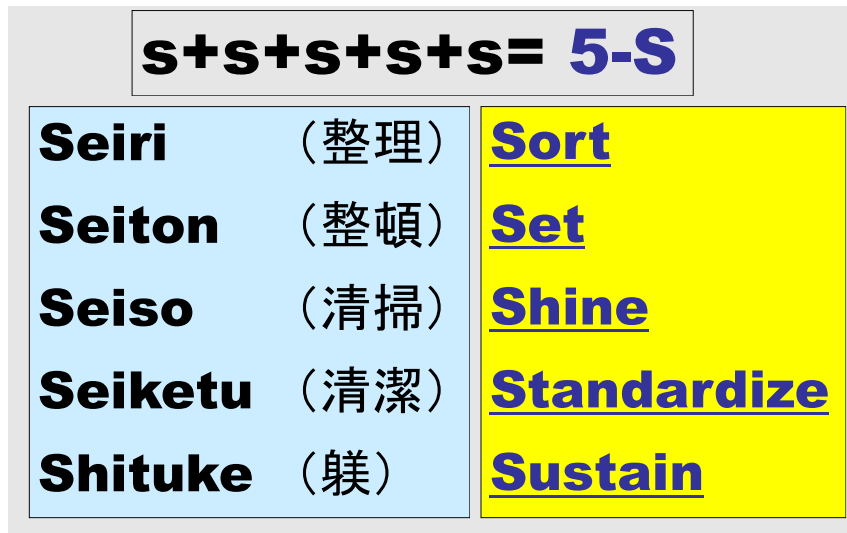 s+s+s+s+s= 5-S
Seiri （整理） Sort
Seiton （整頓） Set
Seiso （清掃） Shine
Seiketu （清潔） Standardize
Shituke （躾） Sustain